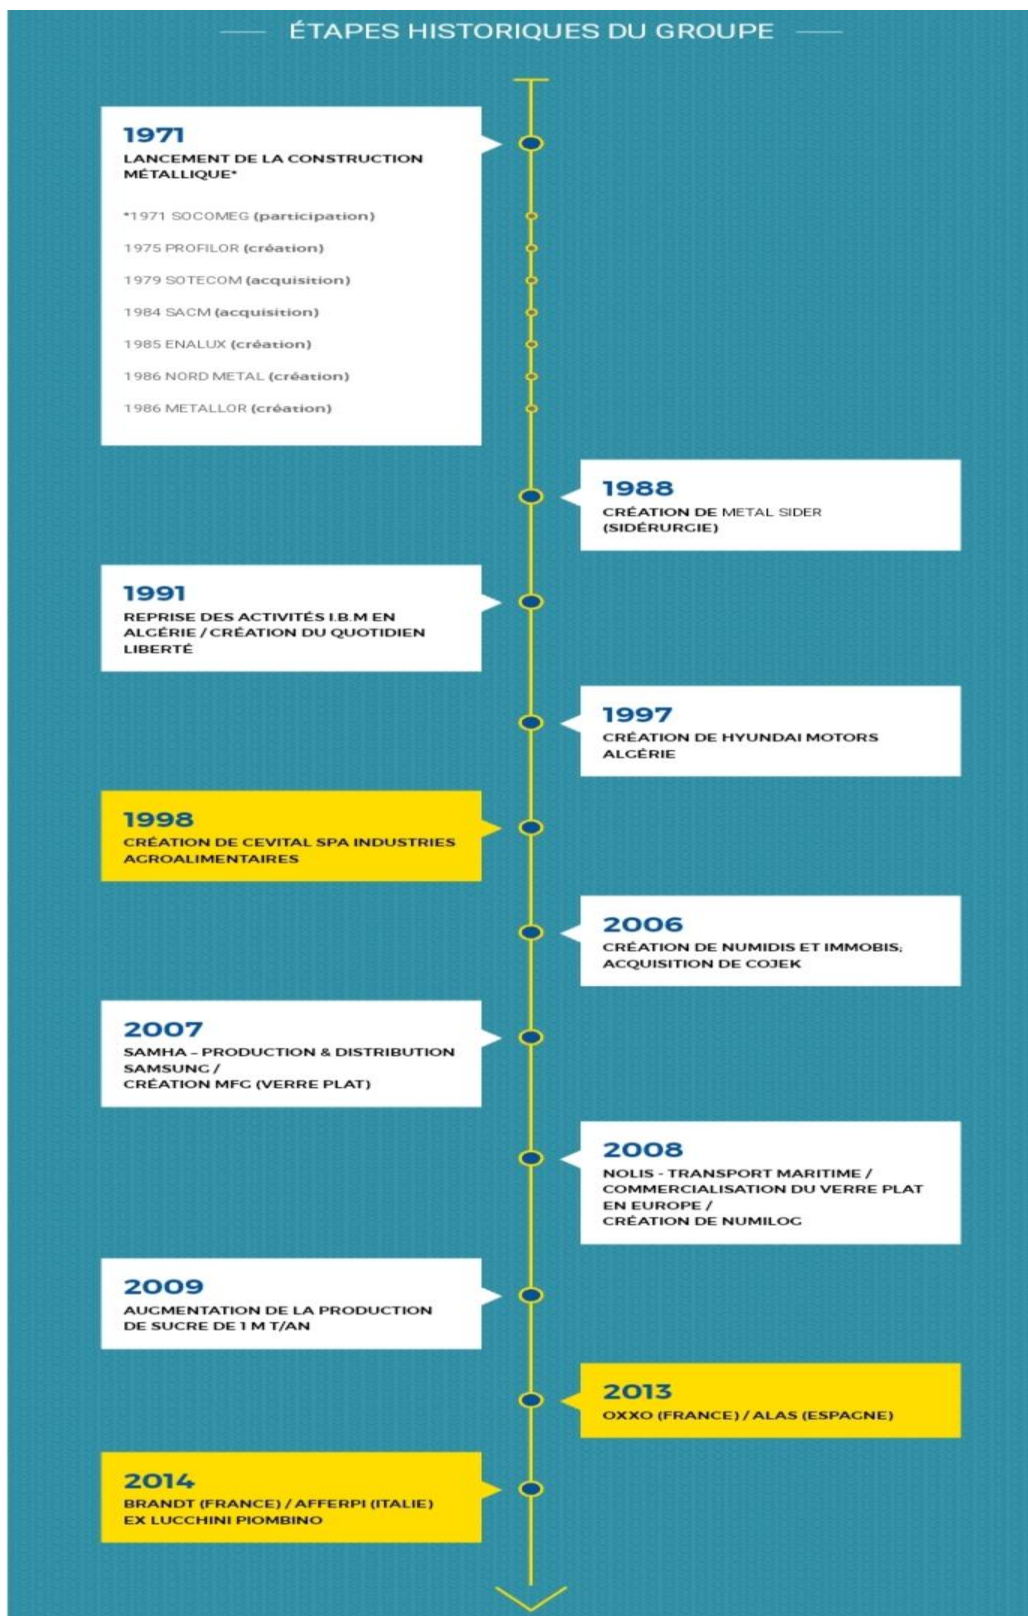 ÉTAPES HISTORIQUES DU GROUPE
1971
LANCEMENT DE LA CONSTRUCTION
MÉTALLIQUE*
*1971 SOCOMEG (participation)
1975 PROFILOR (création)
1979 SOTECOM (acquisition)
1984 SACM (acquisition)
1985 ENALUX (création)
1986 NORD METAL (création)
1986 METALLOR (création)
1988
CRÉATION DE METAL SIDER
(SIDÉRURGIE)
1991
REPRISE DES ACTIVITÉS I.B.M EN
ALGÉRIE / CRÉATION DU QUOTIDIEN
LIBERTÉ
1997
CRÉATION DE HYUNDAI MOTORS
ALGÉRIE
1998
CRÉATION DE CEVITAL SPA INDUSTRIES
AGROALIMENTAIRES
2006
CRÉATION DE NUMIDIS ET IMMOBIS;
ACQUISITION DE COJEK
2007
SAMHA – PRODUCTION & DISTRIBUTION
SAMSUNG /
CRÉATION MFG (VERRE PLAT)
2008
NOLIS - TRANSPORT MARITIME /
COMMERCIALISATION DU VERRE PLAT
EN EUROPE /
CRÉATION DE NUMILOG
2009
AUGMENTATION DE LA PRODUCTION
DE SUCRE DE 1 M T/AN
2013
OXXO (FRANCE) / ALAS (ESPAGNE)
2014
BRANDT (FRANCE) / AFFERPI (ITALIE)
EX LUCCHINI PIOMBINO